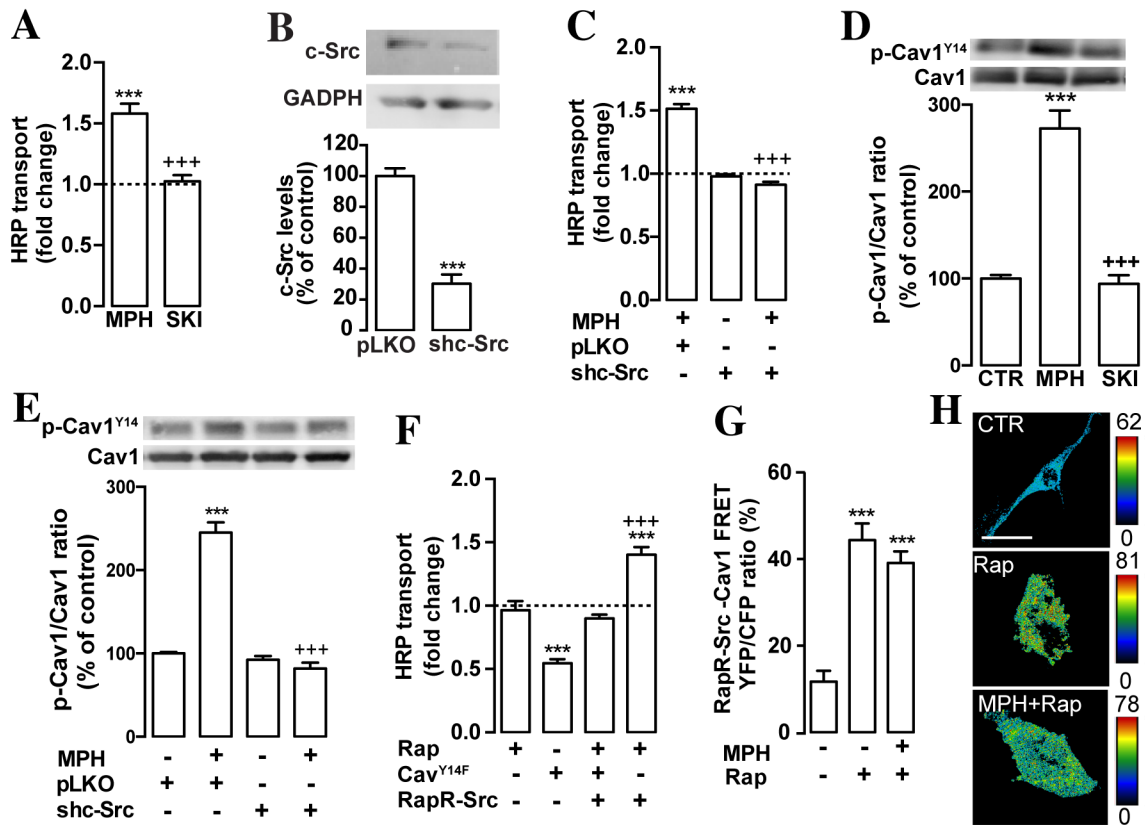 A
HRP transport
(fold change)
2.0
1.5
1.0
0.5
0.0
***
+++
MPH SKI
B
c-Src
GADPH
c-Src levels
(% of control)
120
100
80
60
40
20
0
***
pLKO shc-Src
C
HRP transport
(fold change)
2.0
1.5
1.0
0.5
0.0
***
+++
MPH + - +
pLKO + - -
shc-Src - + +
D
p-Cav1Y14
Cav1
p-Cav1/Cav1 ratio
(% of control)
300
200
100
0
***
+++
CTR MPH SKI
E
p-Cav1Y14
Cav1
p-Cav1/Cav1 ratio
(% of control)
300
250
200
150
100
50
0
***
+++
MPH - + - +
pLKO + + - -
shc-Src - - + +
F
HRP transport
(fold change)
2.0
1.5
1.0
0.5
0.0
***
+++
***
Rap + - + +
CavY14F - + + -
RapR-Src - - + +
G
RapR-Src -Cav1 FRET
YFP/CFP ratio (%)
60
40
20
0
***
***
MPH - - +
Rap - + +
H
CTR
62
0
Rap
81
0
MPH+Rap
78
0